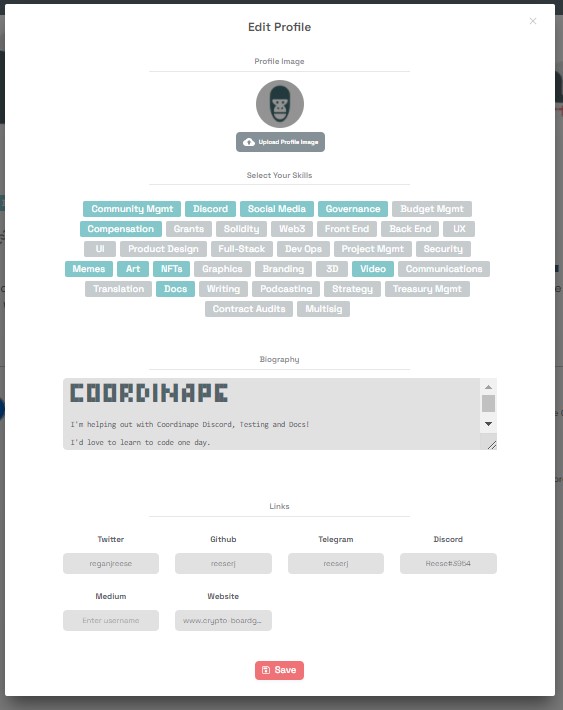 Edit Profile
Profile Image
Upload Profile Image
Select Your Skills
Community Mgmt Discord Social Media Governance Budget Mgmt
Compensation Grants Solidity Web3 Front End Back End UX
UI Product Design Full-Stack Dev Ops Project Mgmt Security
Memes Art NFTs Graphics Branding 3D Video Communications
Translation Docs Writing Podcasting Strategy Treasury Mgmt
Contract Audits Multisig
Biography
COORDINAPE
I'm helping out with Coordinape Discord, Testing and Docs!
I'd love to learn to code one day.
Links
Twitter Github Telegram Discord
reganjreese reeserj reeserj Reese#3964
Medium Website
Enter username www.crypto-boardg...
Save